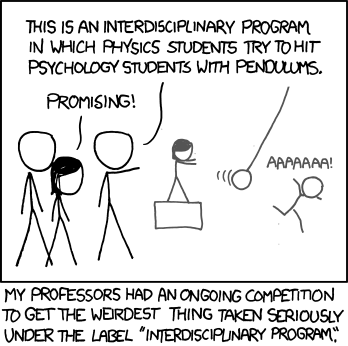 THIS IS AN INTERDISCIPLINARY PROGRAM
IN WHICH PHYSICS STUDENTS TRY TO HIT
PSYCHOLOGY STUDENTS WITH PENDULUMS.
PROMISING!
AAAAAAA!
MY PROFESSORS HAD AN ONGOING COMPETITION
TO GET THE WEIRDEST THING TAKEN SERIOUSLY
UNDER THE LABEL "INTERDISCIPLINARY PROGRAM."